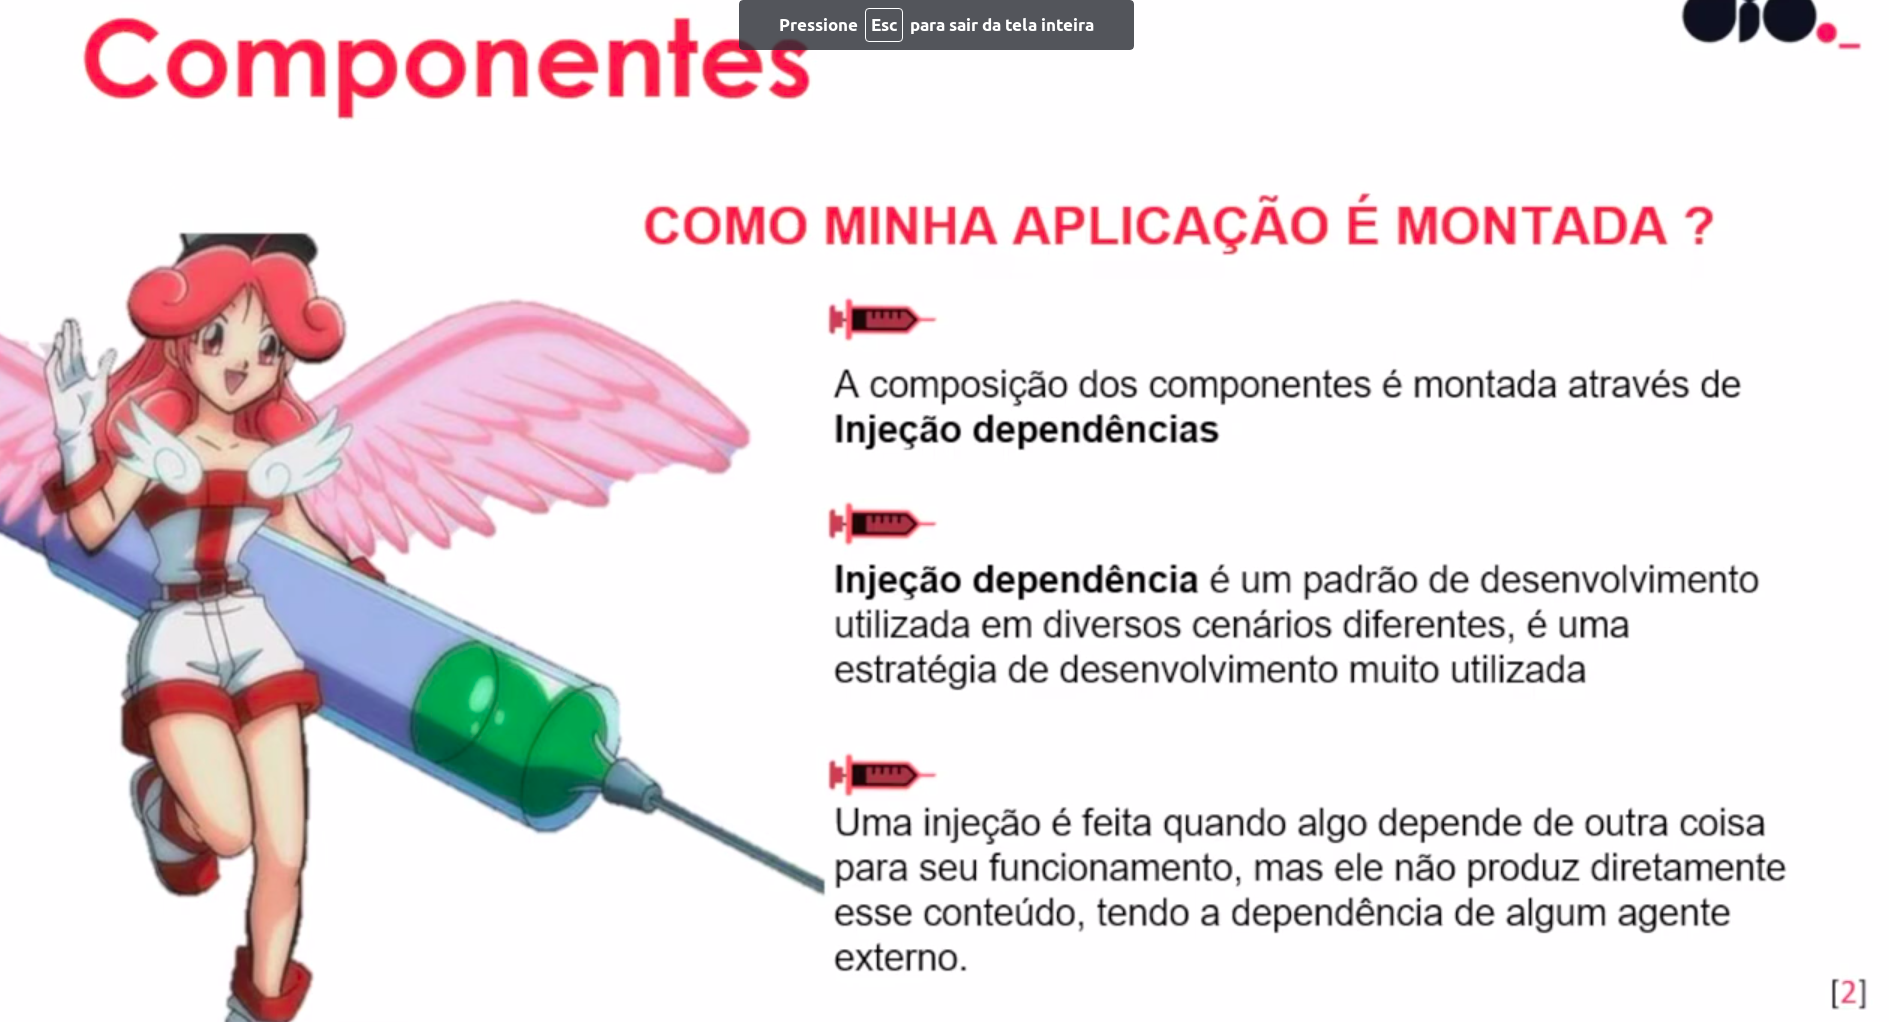 Pressione Esc para sair da tela inteira
Componentes
dio._
COMO MINHA APLICAÇÃO É MONTADA ?
A composição dos componentes é montada através de
Injeção dependências
Injeção dependência é um padrão de desenvolvimento
utilizada em diversos cenários diferentes, é uma
estratégia de desenvolvimento muito utilizada
Uma injeção é feita quando algo depende de outra coisa
para seu funcionamento, mas ele não produz diretamente
esse conteúdo, tendo a dependência de algum agente
externo.
[2]